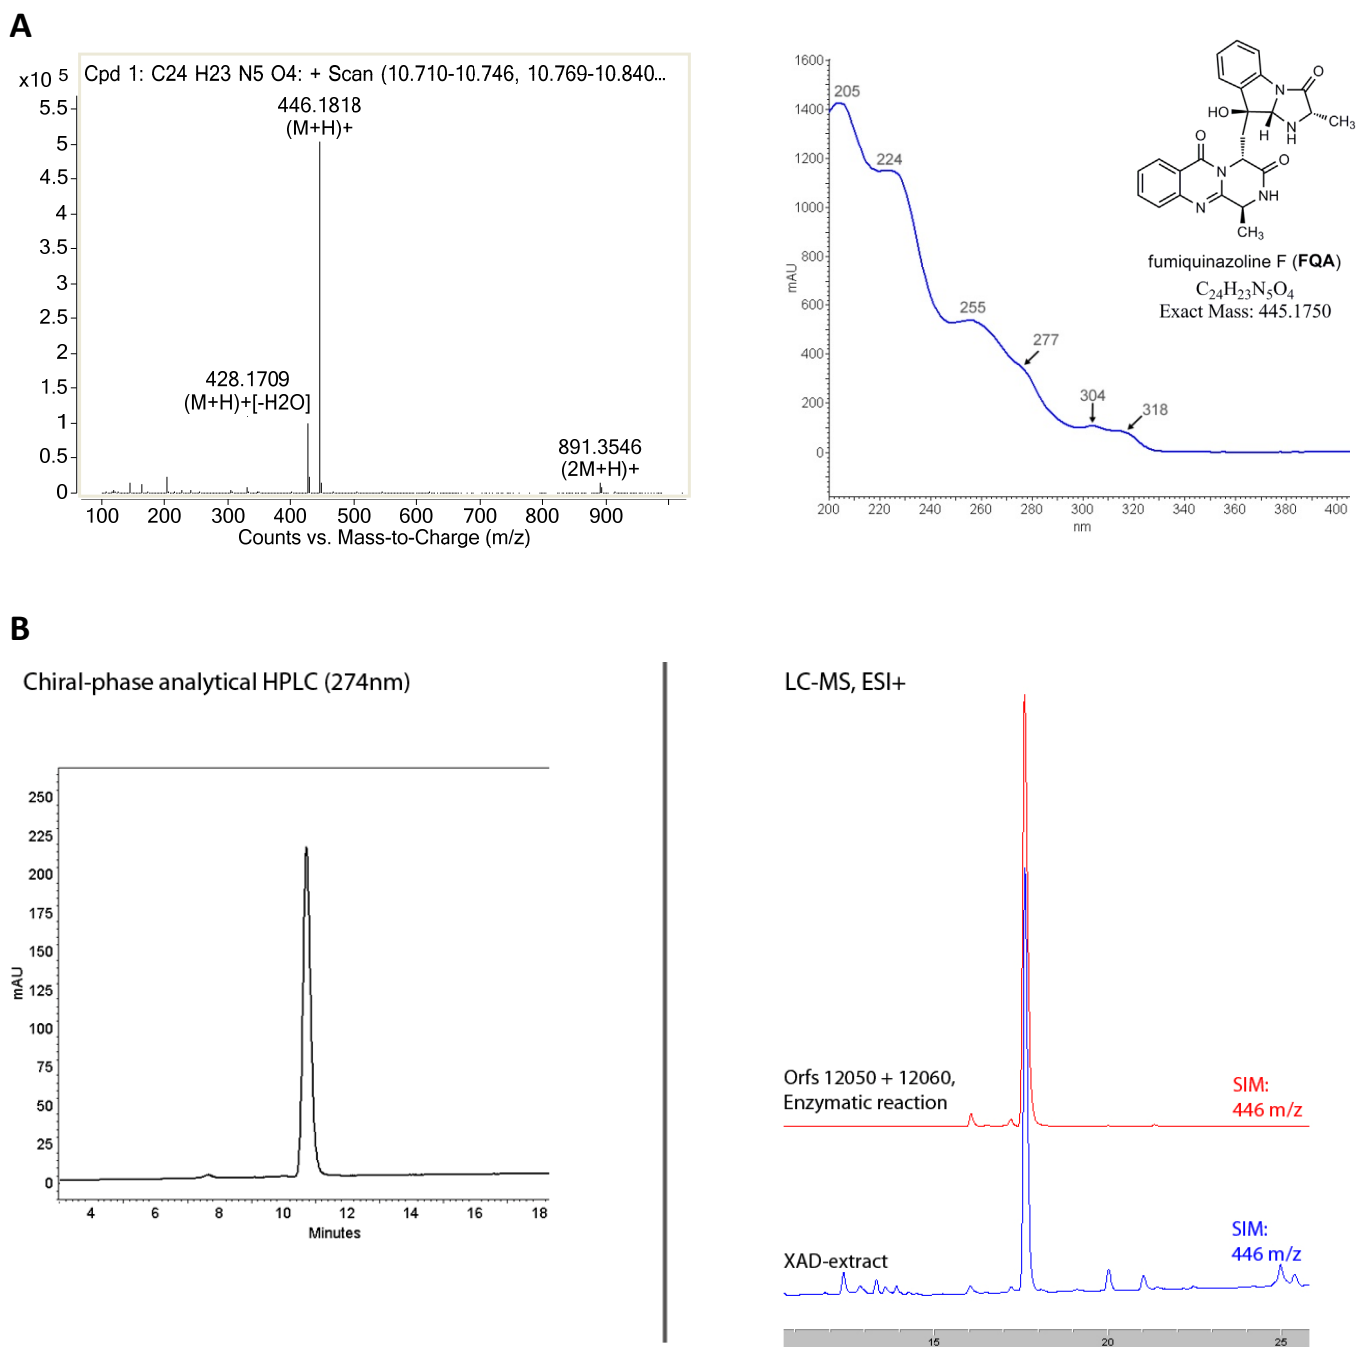 A
x10 5
Cpd 1: C24 H23 N5 O4: + Scan (10.710-10.746, 10.769-10.840...
5.5
5
4.5
4
3.5
3
2.5
2
1.5
1
0.5
0
446.1818
(M+H)+
428.1709
(M+H)+[-H2O]
891.3546
(2M+H)+
100 200 300 400 500 600 700 800 900
Counts vs. Mass-to-Charge (m/z)
1600
1400
1200
1000
800
600
400
200
0
mAU
205
224
255
277
304
318
200 220 240 260 280 300 320 340 360 380 400
nm
O
N
HO
CH₃
H
N
H
O
O
N
NH
N
CH₃
fumiquinazoline F (FQA)
C₂₄H₂₃N₅O₄
Exact Mass: 445.1750
B
Chiral-phase analytical HPLC (274nm)
250
225
200
175
150
125
100
75
50
25
0
mAU
4 6 8 10 12 14 16 18
Minutes
LC-MS, ESI+
Orfs 12050 + 12060,
Enzymatic reaction
SIM:
446 m/z
XAD-extract
SIM:
446 m/z
15 20 25